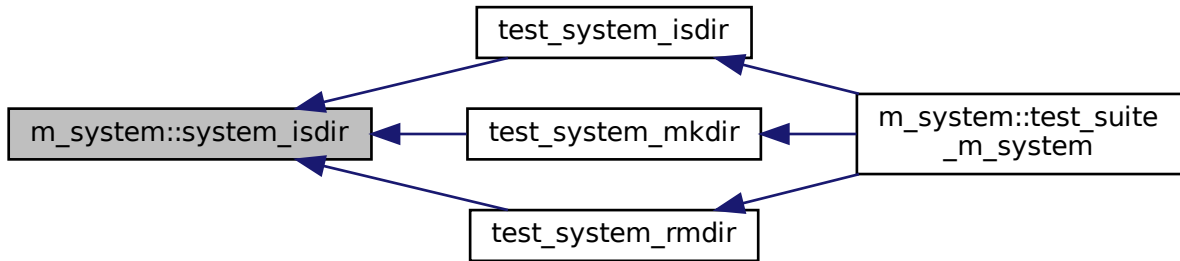 test_system_isdir
m_system::system_isdir
test_system_mkdir
m_system::test_suite
_m_system
test_system_rmdir